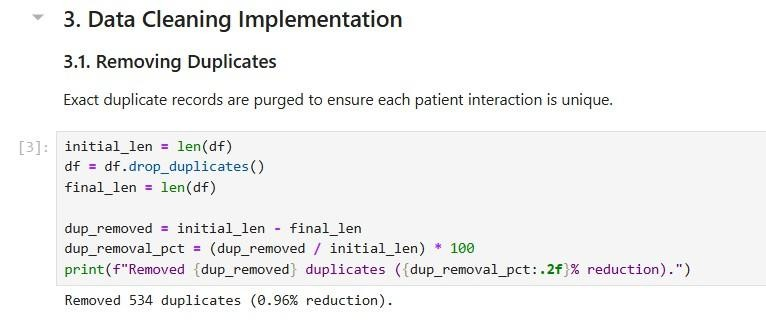 3. Data Cleaning Implementation
3.1. Removing Duplicates
Exact duplicate records are purged to ensure each patient interaction is unique.
[3]:
initial_len = len(df)
df = df.drop_duplicates()
final_len = len(df)
dup_removed = initial_len - final_len
dup_removal_pct = (dup_removed / initial_len) * 100
print(f"Removed {dup_removed} duplicates ({dup_removal_pct:.2f}% reduction).")
Removed 534 duplicates (0.96% reduction).